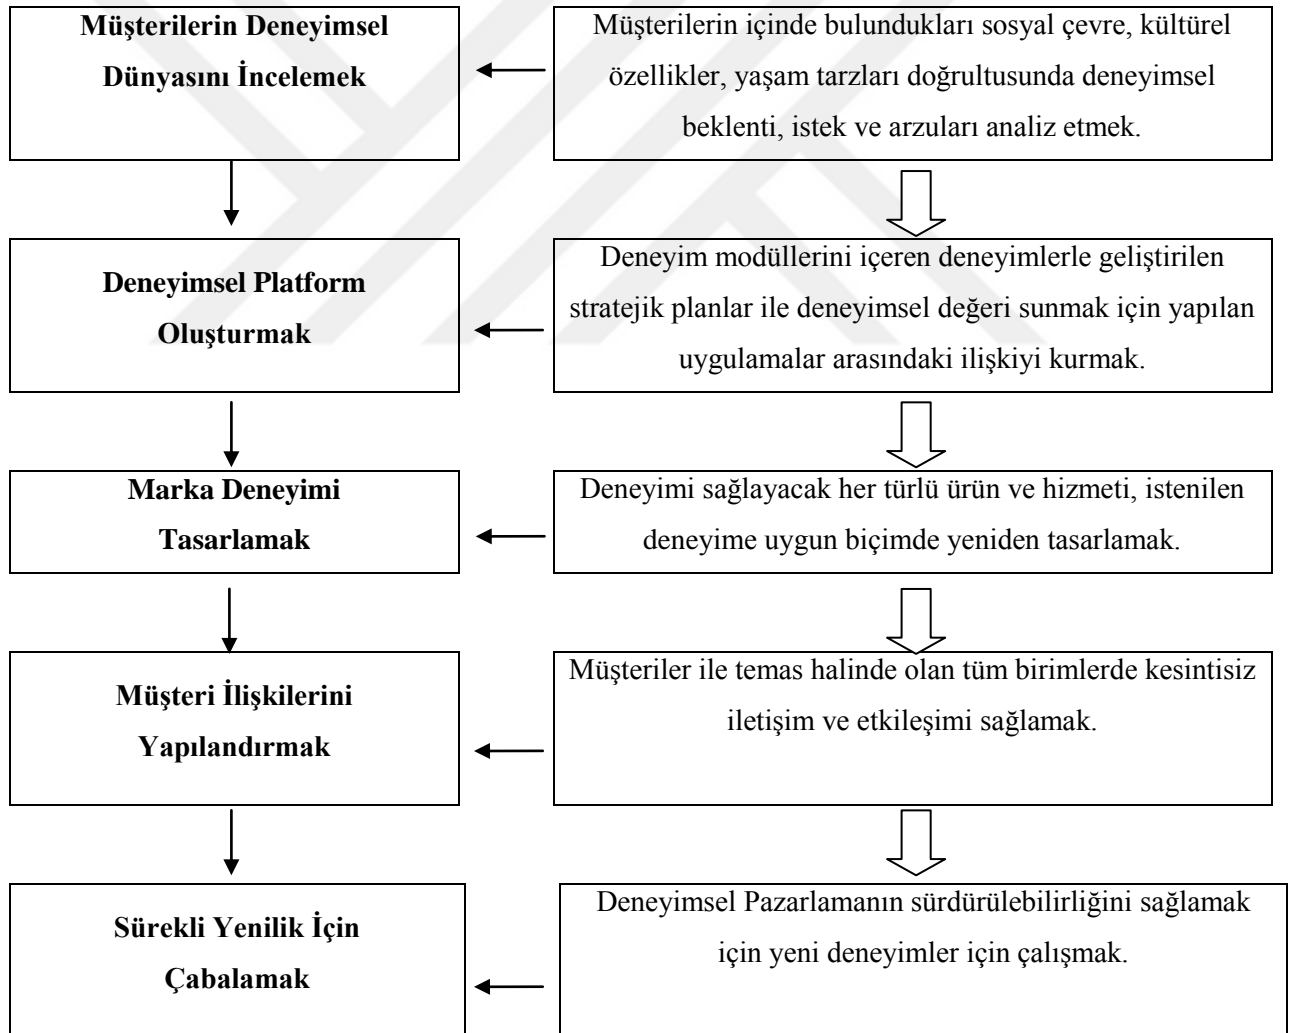 Müşterilerin Deneyimsel
Dünyasını İncelemek
Müşterilerin içinde bulundukları sosyal çevre, kültürel
özellikler, yaşam tarzları doğrultusunda deneyimsel
beklenti, istek ve arzuları analiz etmek.
Deneyimsel Platform
Oluşturmak
Deneyim modüllerini içeren deneyimlerle geliştirilen
stratejik planlar ile deneyimsel değeri sunmak için yapılan
uygulamalar arasındaki ilişkiyi kurmak.
Marka Deneyimi
Tasarlamak
Deneyimi sağlayacak her türlü ürün ve hizmeti, istenilen
deneyime uygun biçimde yeniden tasarlamak.
Müşteri İlişkilerini
Yapılandırmak
Müşteriler ile temas halinde olan tüm birimlerde kesintisiz
iletişim ve etkileşimi sağlamak.
Sürekli Yenilik İçin
Çabalamak
Deneyimsel Pazarlamanın sürdürülebilirliğini sağlamak
için yeni deneyimler için çalışmak.